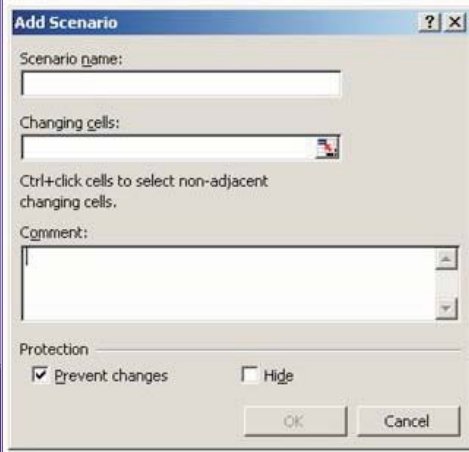 Add Scenario
Scenario name:
Changing cells:
Ctrl+click cells to select non-adjacent
changing cells.
Comment:
Protection
Prevent changes Hide
OK Cancel